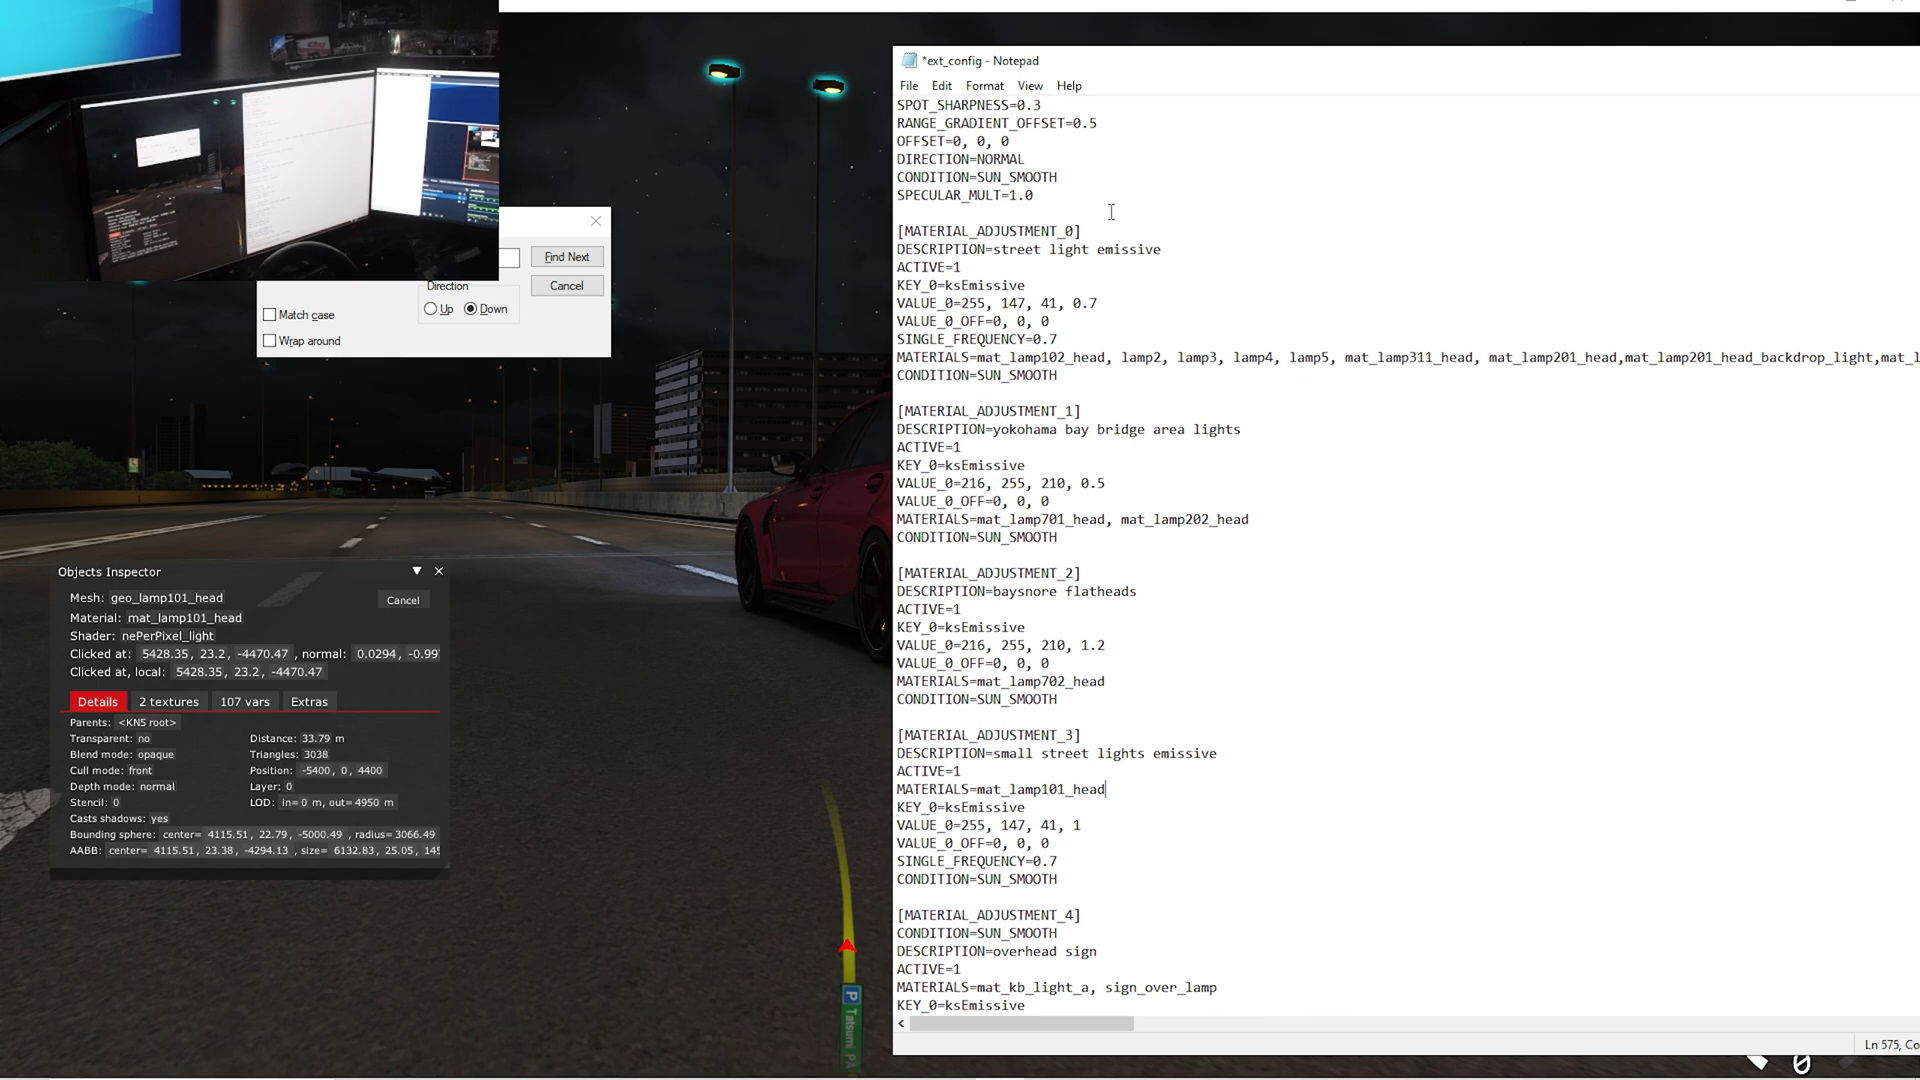 *ext_config - Notepad
File Edit Format View Help
SPOT_SHARPNESS=0.3
RANGE_GRADIENT_OFFSET=0.5
OFFSET=0, 0, 0
DIRECTION=NORMAL
CONDITION=SUN_SMOOTH
SPECULAR_MULT=1.0
[MATERIAL_ADJUSTMENT_0]
DESCRIPTION=street light emissive
ACTIVE=1
KEY_0=ksEmissive
VALUE_0=255, 147, 41, 0.7
VALUE_0_OFF=0, 0, 0
SINGLE_FREQUENCY=0.7
MATERIALS=mat_lamp102_head, lamp2, lamp3, lamp4, lamp5, mat_lamp311_head, mat_lamp201_head,mat_lamp201_head_backdrop_light,mat_l
CONDITION=SUN_SMOOTH
[MATERIAL_ADJUSTMENT_1]
DESCRIPTION=yokohama bay bridge area lights
ACTIVE=1
KEY_0=ksEmissive
VALUE_0=216, 255, 210, 0.5
VALUE_0_OFF=0, 0, 0
MATERIALS=mat_lamp701_head, mat_lamp202_head
CONDITION=SUN_SMOOTH
[MATERIAL_ADJUSTMENT_2]
DESCRIPTION=baysnore flatheads
ACTIVE=1
KEY_0=ksEmissive
VALUE_0=216, 255, 210, 1.2
VALUE_0_OFF=0, 0, 0
MATERIALS=mat_lamp702_head
CONDITION=SUN_SMOOTH
[MATERIAL_ADJUSTMENT_3]
DESCRIPTION=small street lights emissive
ACTIVE=1
MATERIALS=mat_lamp101_head
KEY_0=ksEmissive
VALUE_0=255, 147, 41, 1
VALUE_0_OFF=0, 0, 0
SINGLE_FREQUENCY=0.7
CONDITION=SUN_SMOOTH
[MATERIAL_ADJUSTMENT_4]
CONDITION=SUN_SMOOTH
DESCRIPTION=overhead sign
ACTIVE=1
MATERIALS=mat_kb_light_a, sign_over_lamp
KEY_0=ksEmissive
Ln 575, Co
Find Next
Cancel
Direction
Up Down
Match case
Wrap around
Objects Inspector
Mesh: geo_lamp101_head
Cancel
Material: mat_lamp101_head
Shader: nePerPixel_light
Clicked at: 5428.35, 23.2, -4470.47 , normal: 0.0294, -0.99
Clicked at, local: 5428.35, 23.2, -4470.47
Details 2 textures 107 vars Extras
Parents: <KN5 root>
Transparent: no Distance: 33.79 m
Blend mode: opaque Triangles: 3038
Cull mode: front Position: -5400, 0, 4400
Depth mode: normal Layer: 0
Stencil: 0 LOD: in= 0 m, out= 4950 m
Casts shadows: yes
Bounding sphere: center= 4115.51, 22.79, -5000.49 , radius= 3066.49
AABB: center= 4115.51, 23.38, -4294.13 , size= 6132.83, 25.05, 145
P Tatsumi PA
0